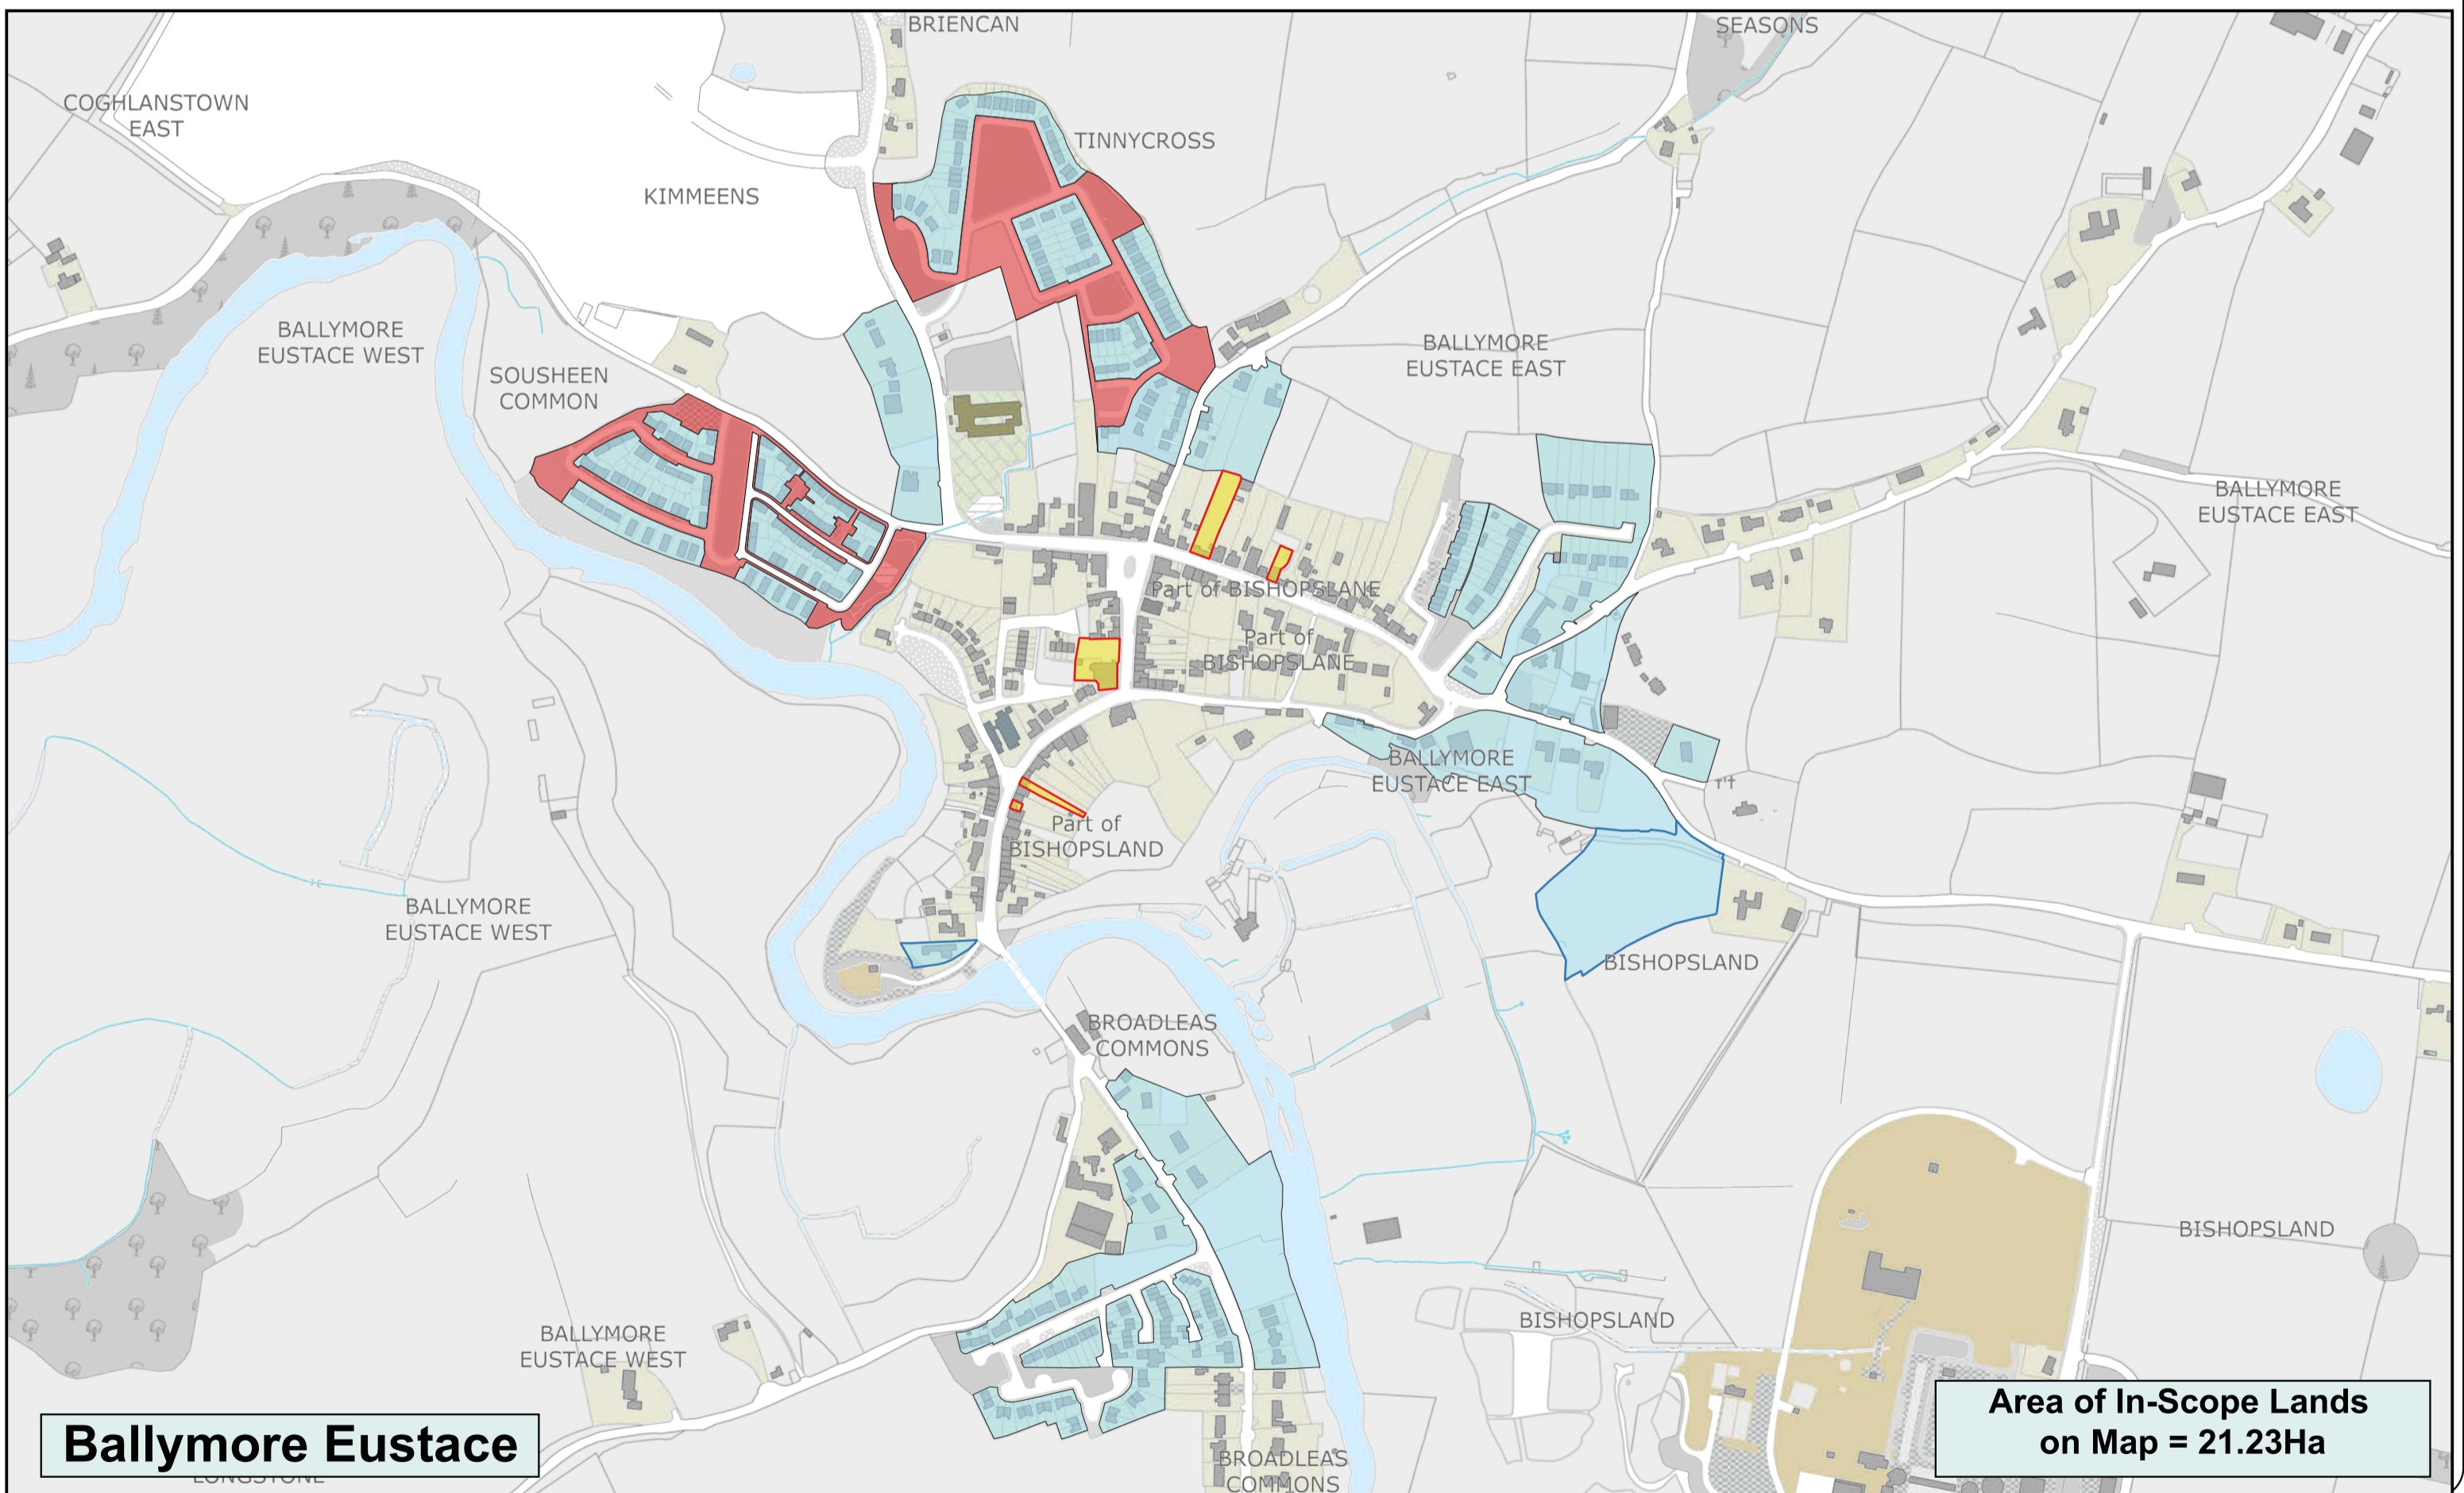 BRIENCAN
SEASONS
COGHLANSTOWN
EAST
TINNYCROSS
KIMMEENS
BALLYMORE
EUSTACE WEST
BALLYMORE
EUSTACE EAST
SOUSHEEN
COMMON
BALLYMORE
EUSTACE EAST
Part of BISHOPSLANE
Part of
BISHOPSLANE
BALLYMORE
EUSTACE EAST
Part of
BISHOPSLAND
BALLYMORE
EUSTACE WEST
BISHOPSLAND
BROADLEAS
COMMONS
BISHOPSLAND
BISHOPSLAND
BALLYMORE
EUSTACE WEST
Area of In-Scope Lands
on Map = 21.23Ha
Ballymore Eustace
BROADLEAS
COMMONS
LONGSTONE